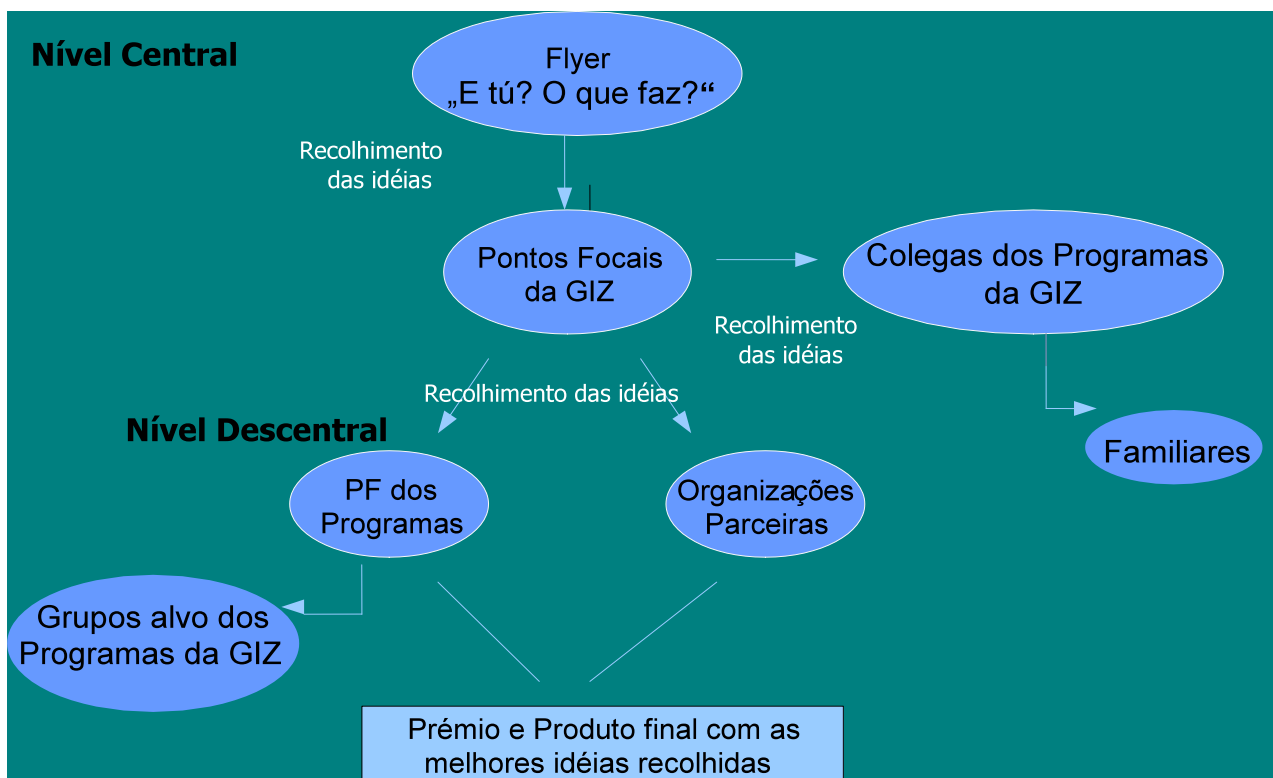 Nível Central
Flyer
„E tú? O que faz?“
Recolhimento
das idéias
Pontos Focais
da GIZ
Colegas dos Programas
da GIZ
Recolhimento
das idéias
Recolhimento das idéias
Nível Descentral
Familiares
PF dos
Programas
Organizações
Parceiras
Grupos alvo dos
Programas da GIZ
Prémio e Produto final com as
melhores idéias recolhidas